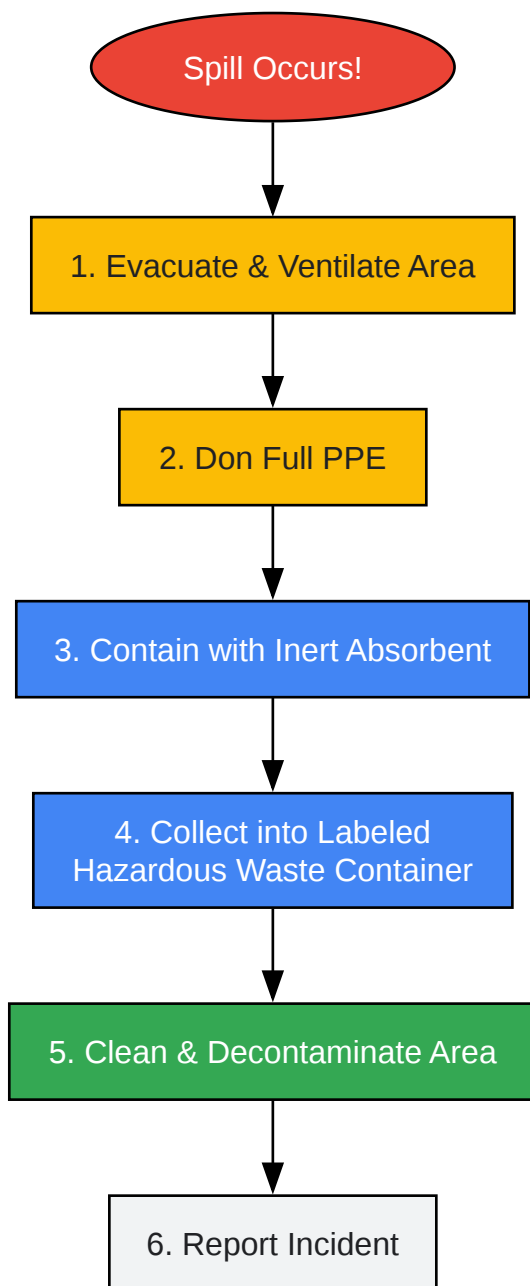 Spill Occurs!
1. Evacuate & Ventilate Area
2. Don Full PPE
3. Contain with Inert Absorbent
4. Collect into Labeled
Hazardous Waste Container
5. Clean & Decontaminate Area
6. Report Incident